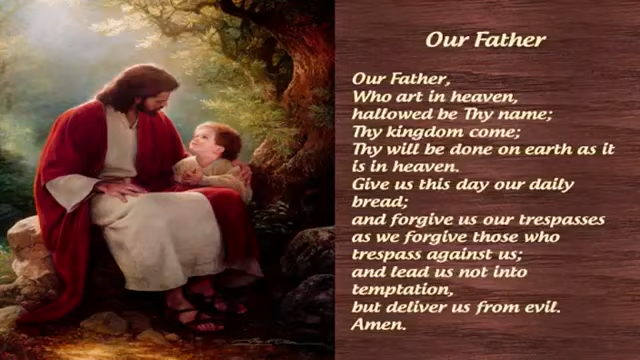 Our Father
Our Father,
Who art in heaven,
hallowed be Thy name;
Thy kingdom come;
Thy will be done on earth as it
is in heaven.
Give us this day our daily
bread;
and forgive us our trespasses
as we forgive those who
trespass against us;
and lead us not into
temptation,
but deliver us from evil.
Amen.